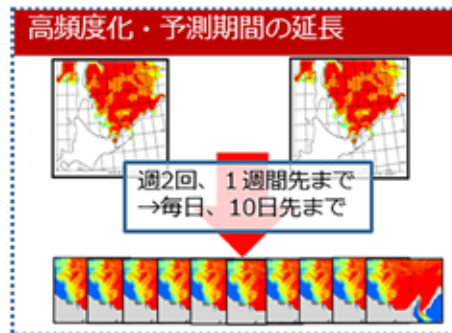 高頻度化・予測期間の延長
週2回、１週間先まで
→毎日、10日先まで